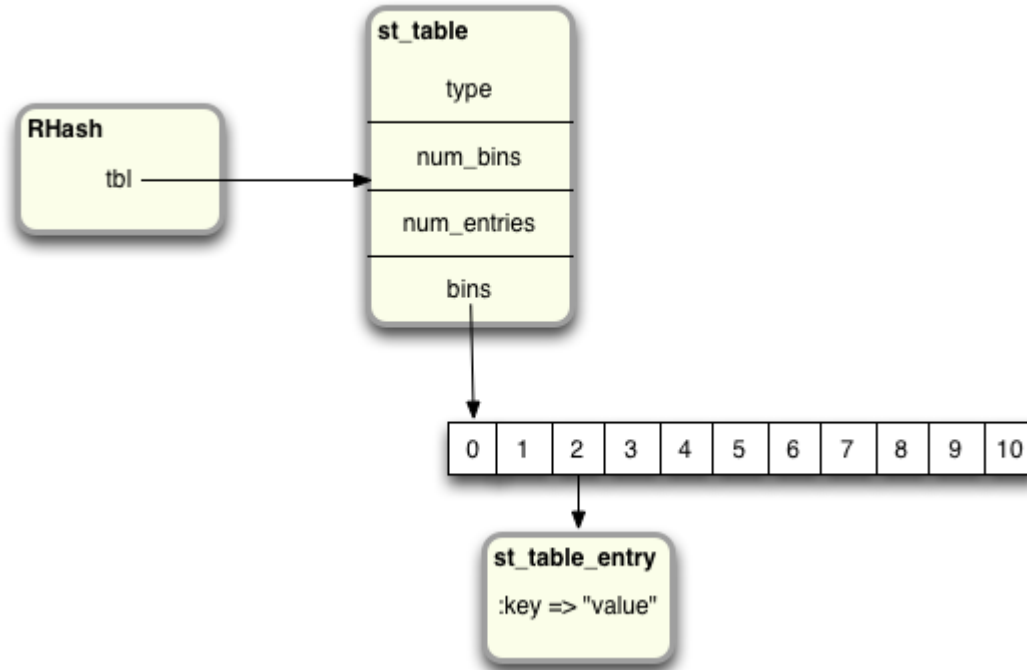 st_table
type
RHash
tbl
num_bins
num_entries
bins
0 1 2 3 4 5 6 7 8 9 10
st_table_entry
:key => "value"